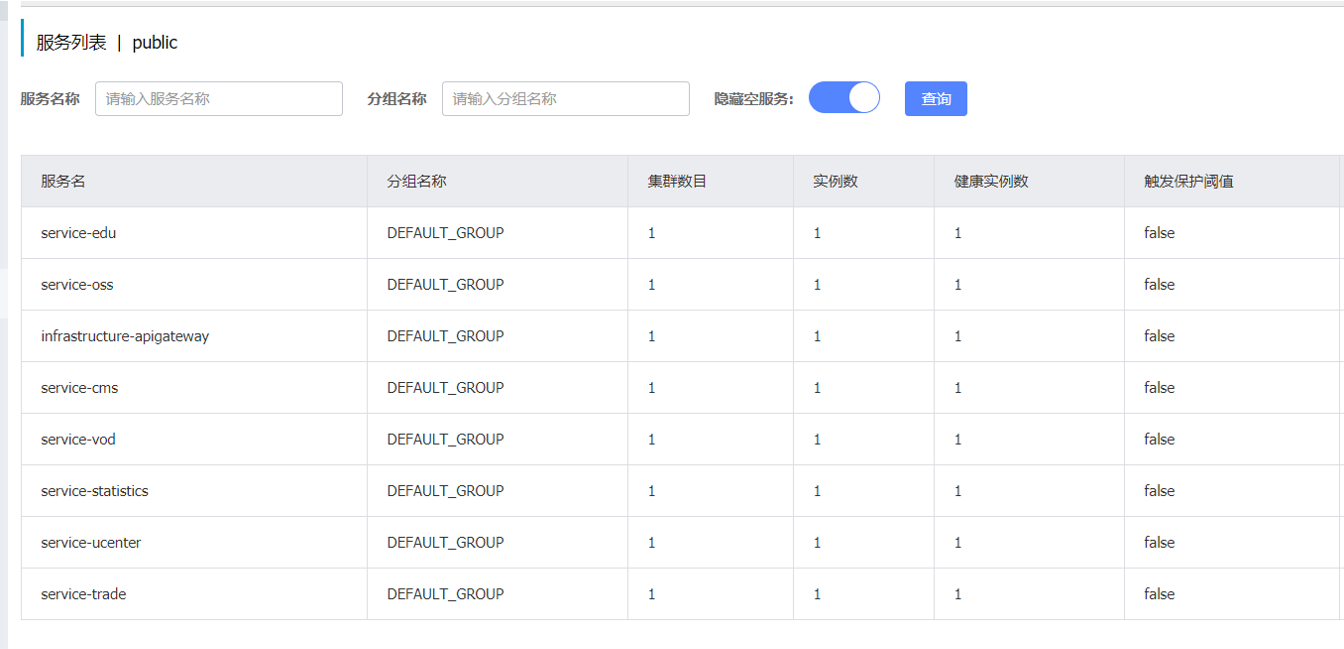 服务列表 | public
服务名称 请输入服务名称 分组名称 请输入分组名称 隐藏空服务: 查询
服务名 分组名称 集群数目 实例数 健康实例数 触发保护阈值
service-edu DEFAULT_GROUP 1 1 1 false
service-oss DEFAULT_GROUP 1 1 1 false
infrastructure-apigateway DEFAULT_GROUP 1 1 1 false
service-cms DEFAULT_GROUP 1 1 1 false
service-vod DEFAULT_GROUP 1 1 1 false
service-statistics DEFAULT_GROUP 1 1 1 false
service-ucenter DEFAULT_GROUP 1 1 1 false
service-trade DEFAULT_GROUP 1 1 1 false